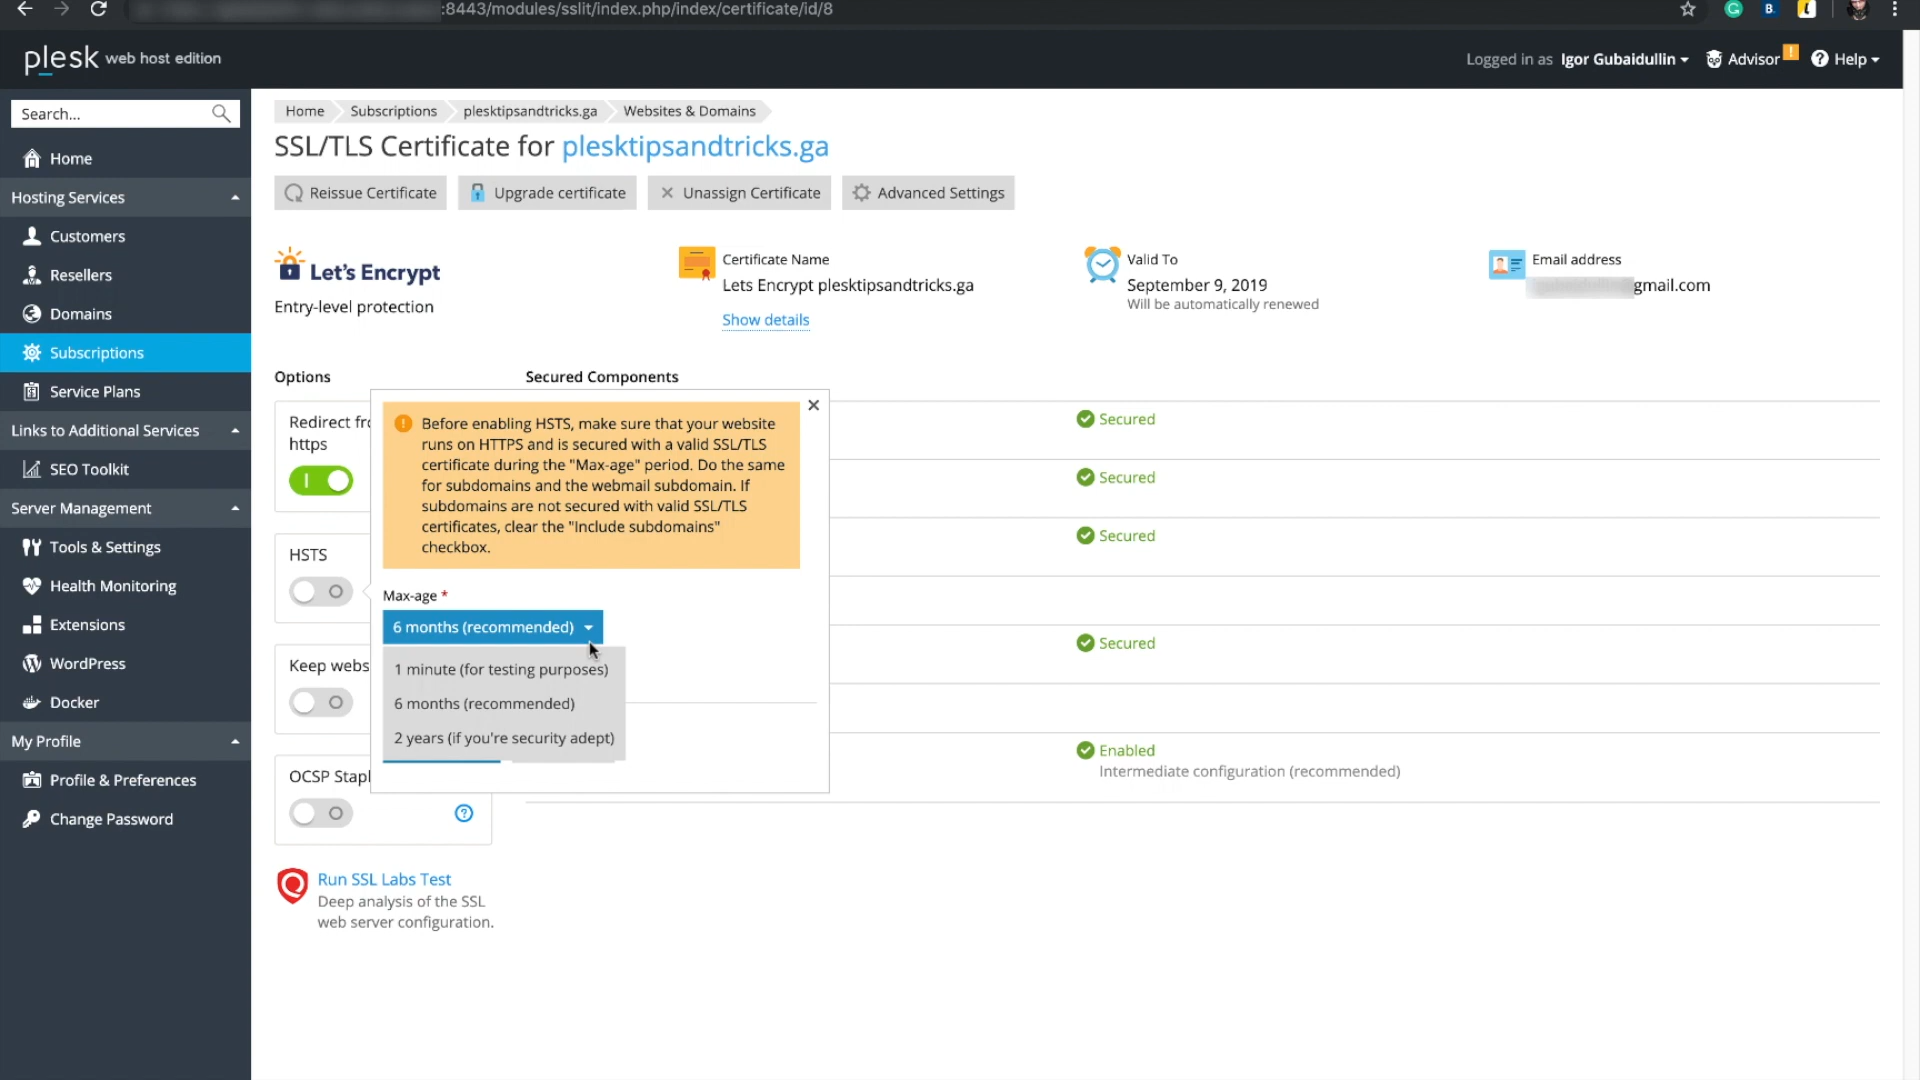 :8443/modules/sslit/index.php/index/certificate/id/8
plesk web host edition
Logged in as Igor Gubaidullin
Advisor
!
Help
Search...
Home
Hosting Services
Customers
Resellers
Domains
Subscriptions
Service Plans
Links to Additional Services
SEO Toolkit
Server Management
Tools & Settings
Health Monitoring
Extensions
WordPress
Docker
My Profile
Profile & Preferences
Change Password
Home Subscriptions plesktipsandtricks.ga Websites & Domains
SSL/TLS Certificate for plesktipsandtricks.ga
Reissue Certificate
Upgrade certificate
Unassign Certificate
Advanced Settings
Let's Encrypt
Entry-level protection
Certificate Name
Lets Encrypt plesktipsandtricks.ga
Show details
Valid To
September 9, 2019
Will be automatically renewed
Email address
gmail.com
Options
Redirect fro
https
HSTS
Keep webs
OCSP Stapl
Run SSL Labs Test
Deep analysis of the SSL
web server configuration.
Secured Components
Before enabling HSTS, make sure that your website
runs on HTTPS and is secured with a valid SSL/TLS
certificate during the "Max-age" period. Do the same
for subdomains and the webmail subdomain. If
subdomains are not secured with valid SSL/TLS
certificates, clear the "Include subdomains"
checkbox.
Max-age *
6 months (recommended)
1 minute (for testing purposes)
6 months (recommended)
2 years (if you're security adept)
Secured
Secured
Secured
Secured
Enabled
Intermediate configuration (recommended)